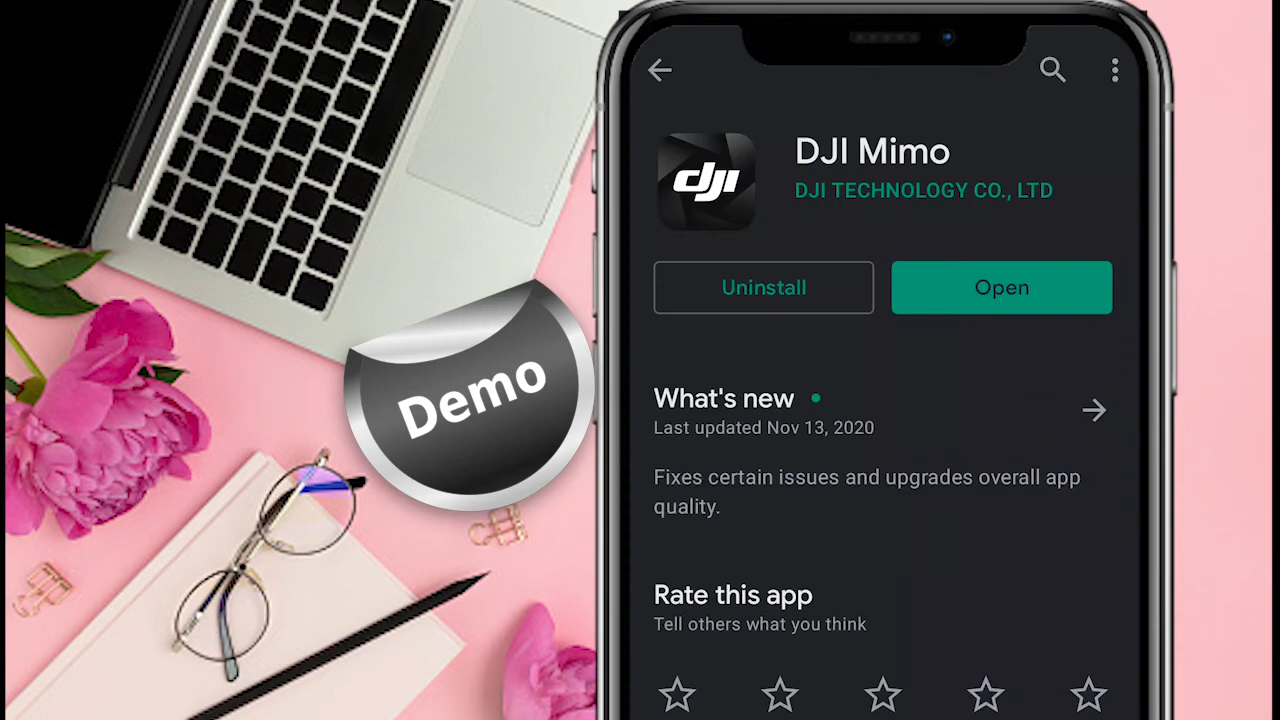 dji
DJI Mimo
DJI TECHNOLOGY CO., LTD
Uninstall
Open
Demo
What's new
Last updated Nov 13, 2020
Fixes certain issues and upgrades overall app
quality.
Rate this app
Tell others what you think